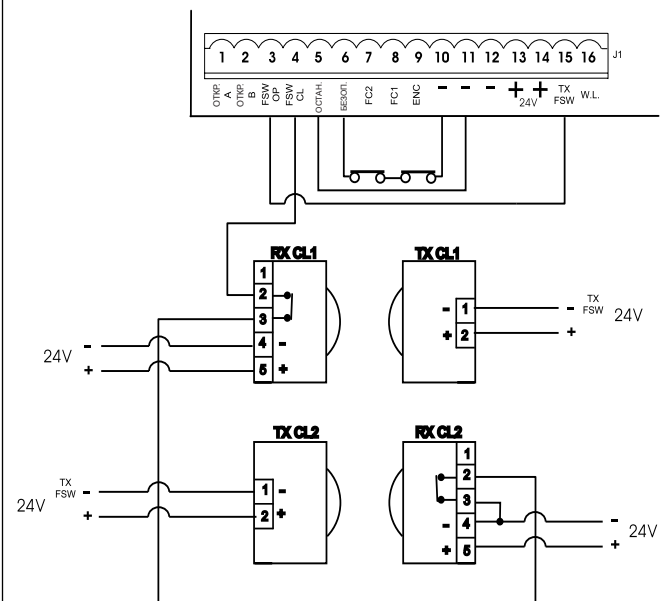 1 2 3 4 5 6 7 8 9 10 11 12 13 14 15 16 J1
ОТКР. A ОТКР. B FSW OP FSW CL ОСТАН. БЕЗОП. FC2 FC1 ENC - - - + + TX FSW W.L.
24V
RX CL1 TX CL1
1
2
3
4 -
5 +
24V - +
- 1
+ 2
- TX FSW 24V
+
TX CL2 RX CL2
1 -
2 +
TX FSW - 24V
+
1
2
3
- 4
+ 5
- 24V
+